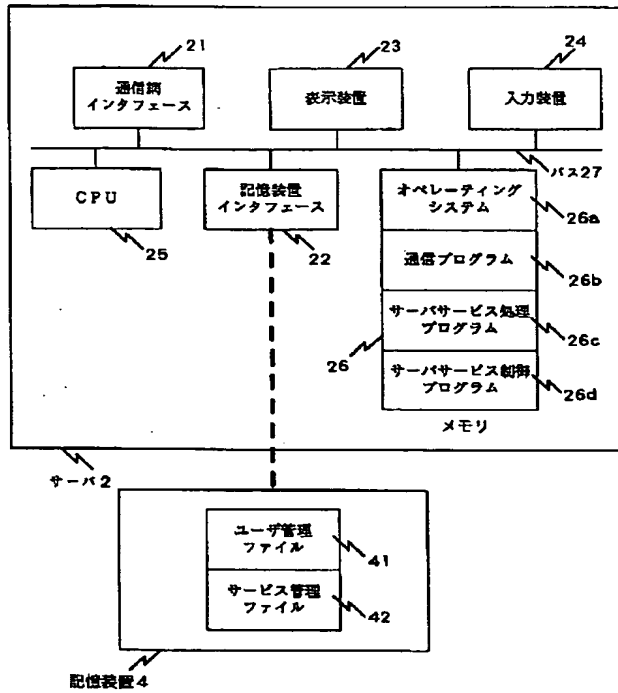 21
23
24
通信網
インタフェース
表示装置
入力装置
バス27
CPU
記憶装置
インタフェース
オペレーティング
システム
26a
25
22
通信プログラム
26b
サーバサービス処理
プログラム
26c
26
サーバサービス制御
プログラム
26d
メモリ
サーバ2
ユーザ管理
ファイル
41
サービス管理
ファイル
42
記憶装置4